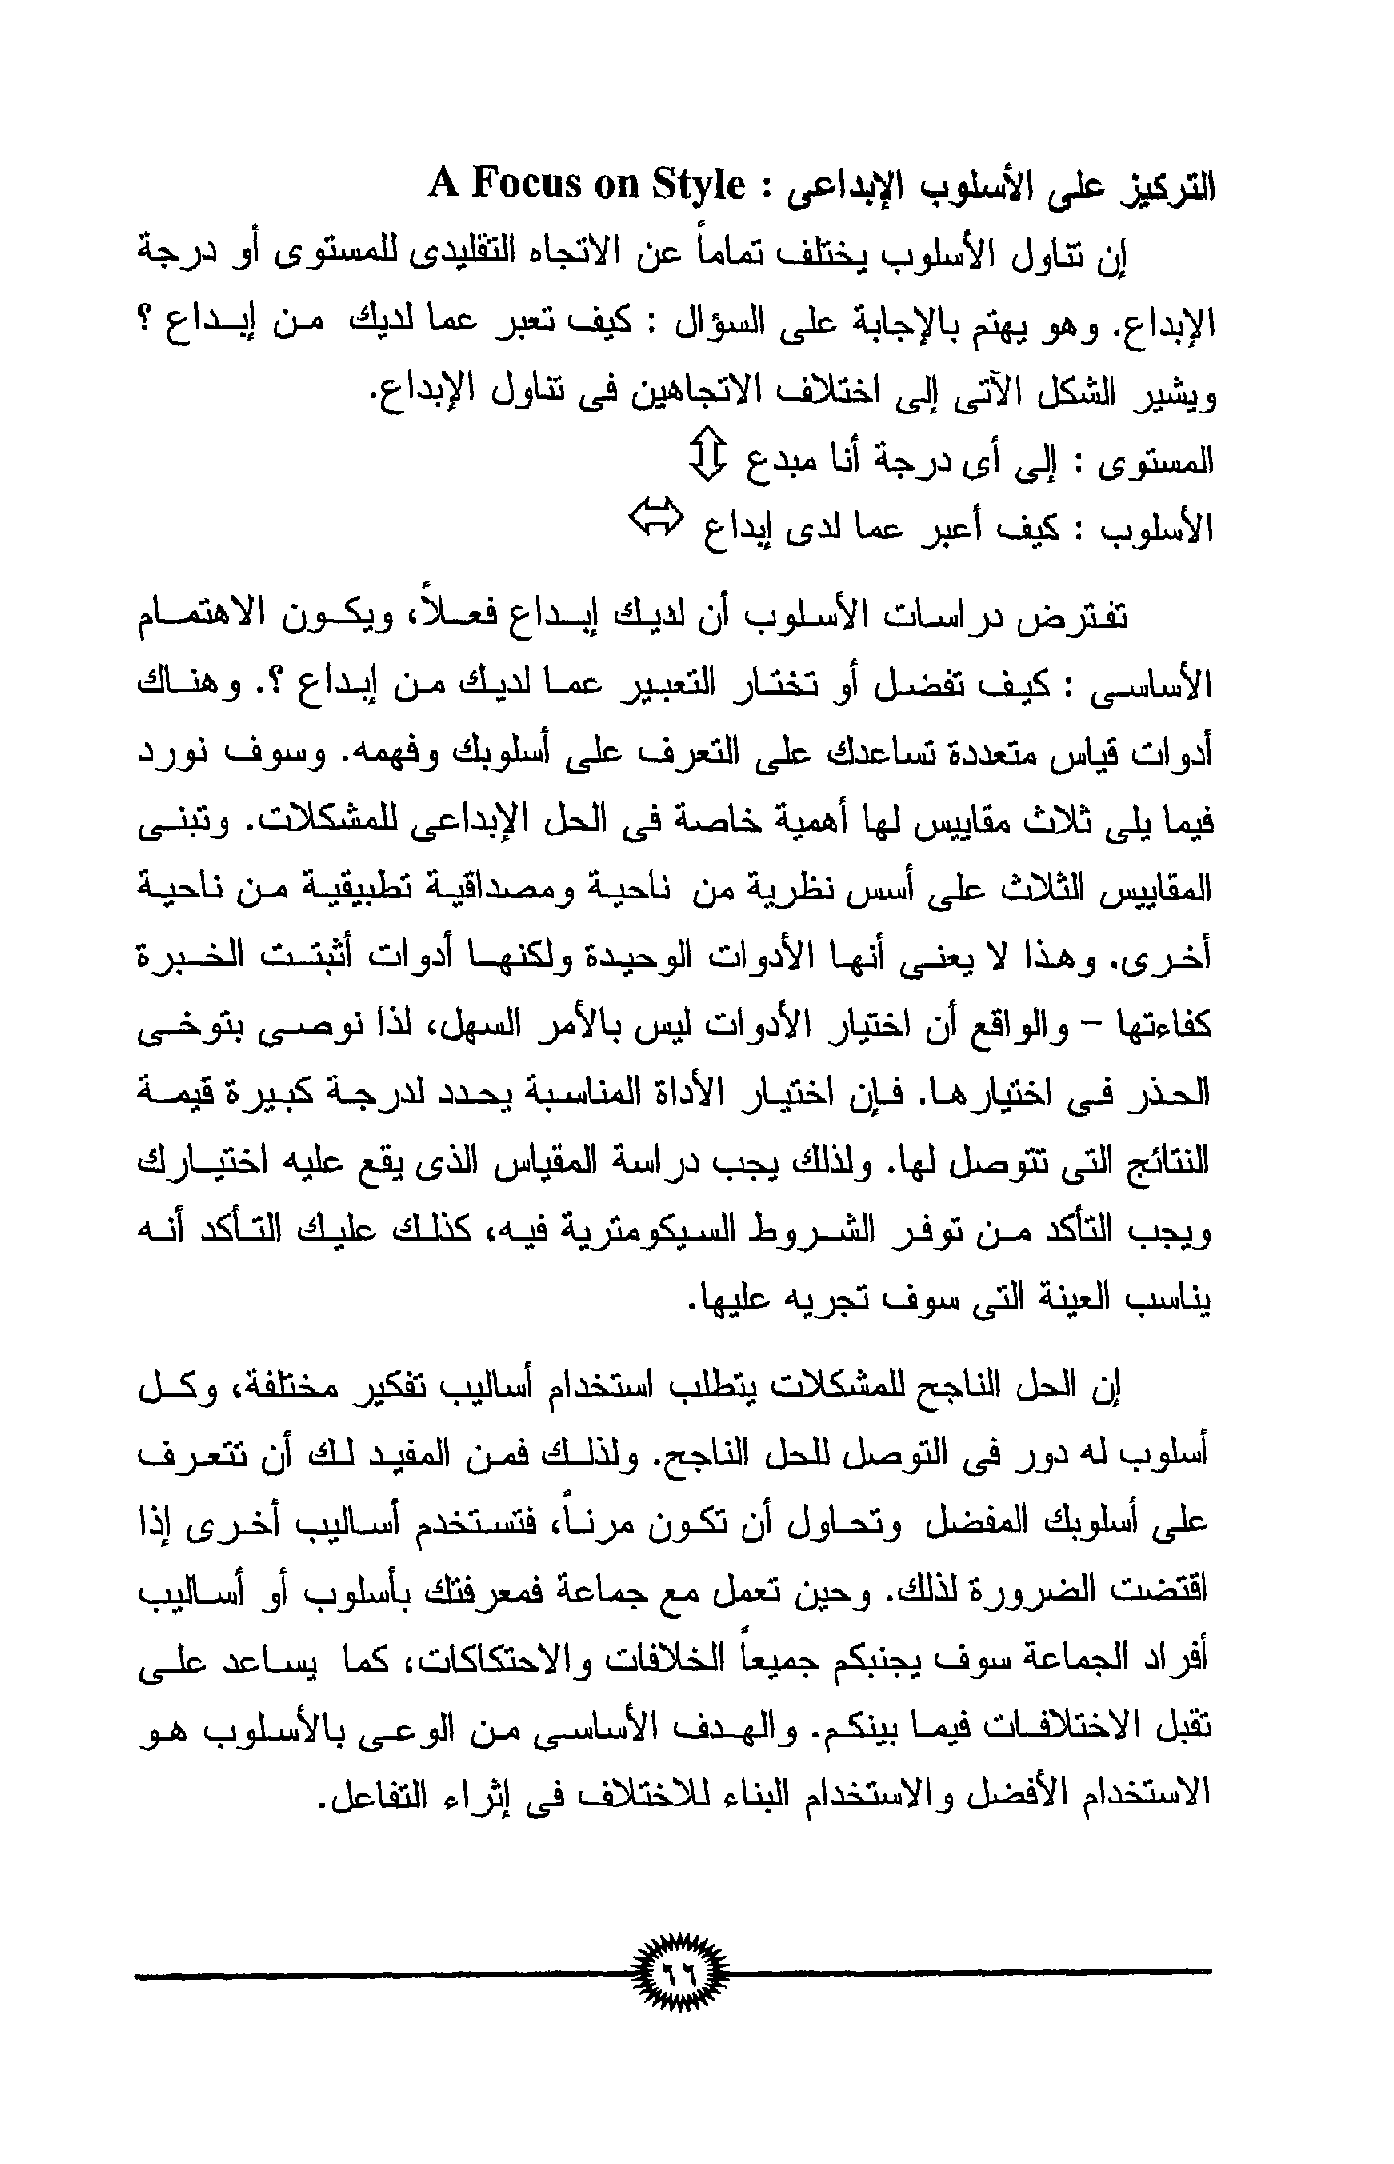 التركيز على الأسلوب الإبداعى : A Focus on Style
إن تناول الأسلوب يختلف تماماً عن الاتجاه التقليدى للمستوى أو درجة
الإبداع. وهو يهتم بالإجابة على السؤال : كيف تعبر عما لديك من إبداع ؟
ويشير الشكل الآتى إلى اختلاف الاتجاهين فى تناول الإبداع.
المستوى : إلى أى درجة أنا مبدع ⇕
الأسلوب : كيف أعبر عما لدى إبداع ⇔
تفترض دراسات الأسلوب أن لديك إبداع فعلاً، ويكون الاهتمام
الأساسى : كيف تفضل أو تختار التعبير عما لديك من إبداع ؟. وهناك
أدوات قياس متعددة تساعدك على التعرف على أسلوبك وفهمه. وسوف نورد
فيما يلى ثلاث مقاييس لها أهمية خاصة فى الحل الإبداعى للمشكلات. وتبنى
المقاييس الثلاث على أسس نظرية من ناحية ومصداقية تطبيقية من ناحية
أخرى. وهذا لا يعنى أنها الأدوات الوحيدة ولكنها أدوات أثبتت الخبرة
كفاءتها - والواقع أن اختيار الأدوات ليس بالأمر السهل، لذا نوصى بتوخى
الحذر فى اختيارها. فإن اختيار الأداة المناسبة يحدد لدرجة كبيرة قيمة
النتائج التى تتوصل لها. ولذلك يجب دراسة المقياس الذى يقع عليه اختيارك
ويجب التأكد من توفر الشروط السيكومترية فيه، كذلك عليك التأكد أنه
يناسب العينة التى سوف تجريه عليها.
إن الحل الناجح للمشكلات يتطلب استخدام أساليب تفكير مختلفة، وكل
أسلوب له دور فى التوصل للحل الناجح. ولذلك فمن المفيد لك أن تتعرف
على أسلوبك المفضل وتحاول أن تكون مرناً، فتستخدم أساليب أخرى إذا
اقتضت الضرورة لذلك. وحين تعمل مع جماعة فمعرفتك بأسلوب أو أساليب
أفراد الجماعة سوف يجنبكم جميعاً الخلافات والاحتكاكات، كما يساعد على
تقبل الاختلافات فيما بينكم. والهدف الأساسى من الوعى بالأسلوب هو
الاستخدام الأفضل والاستخدام البناء للاختلاف فى إثراء التفاعل.
٦٦